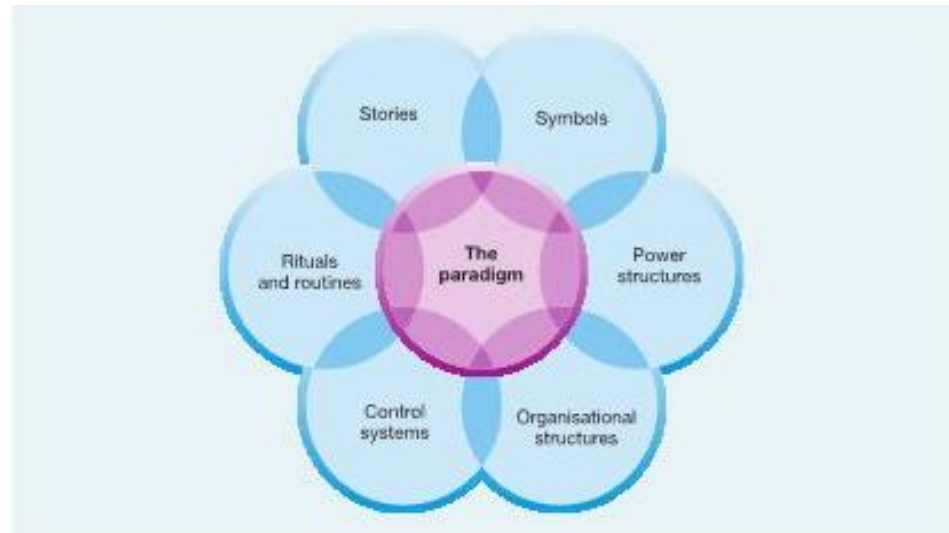 Stories
Symbols
Rituals
and routines
The
paradigm
Power
structures
Control
systems
Organisational
structures